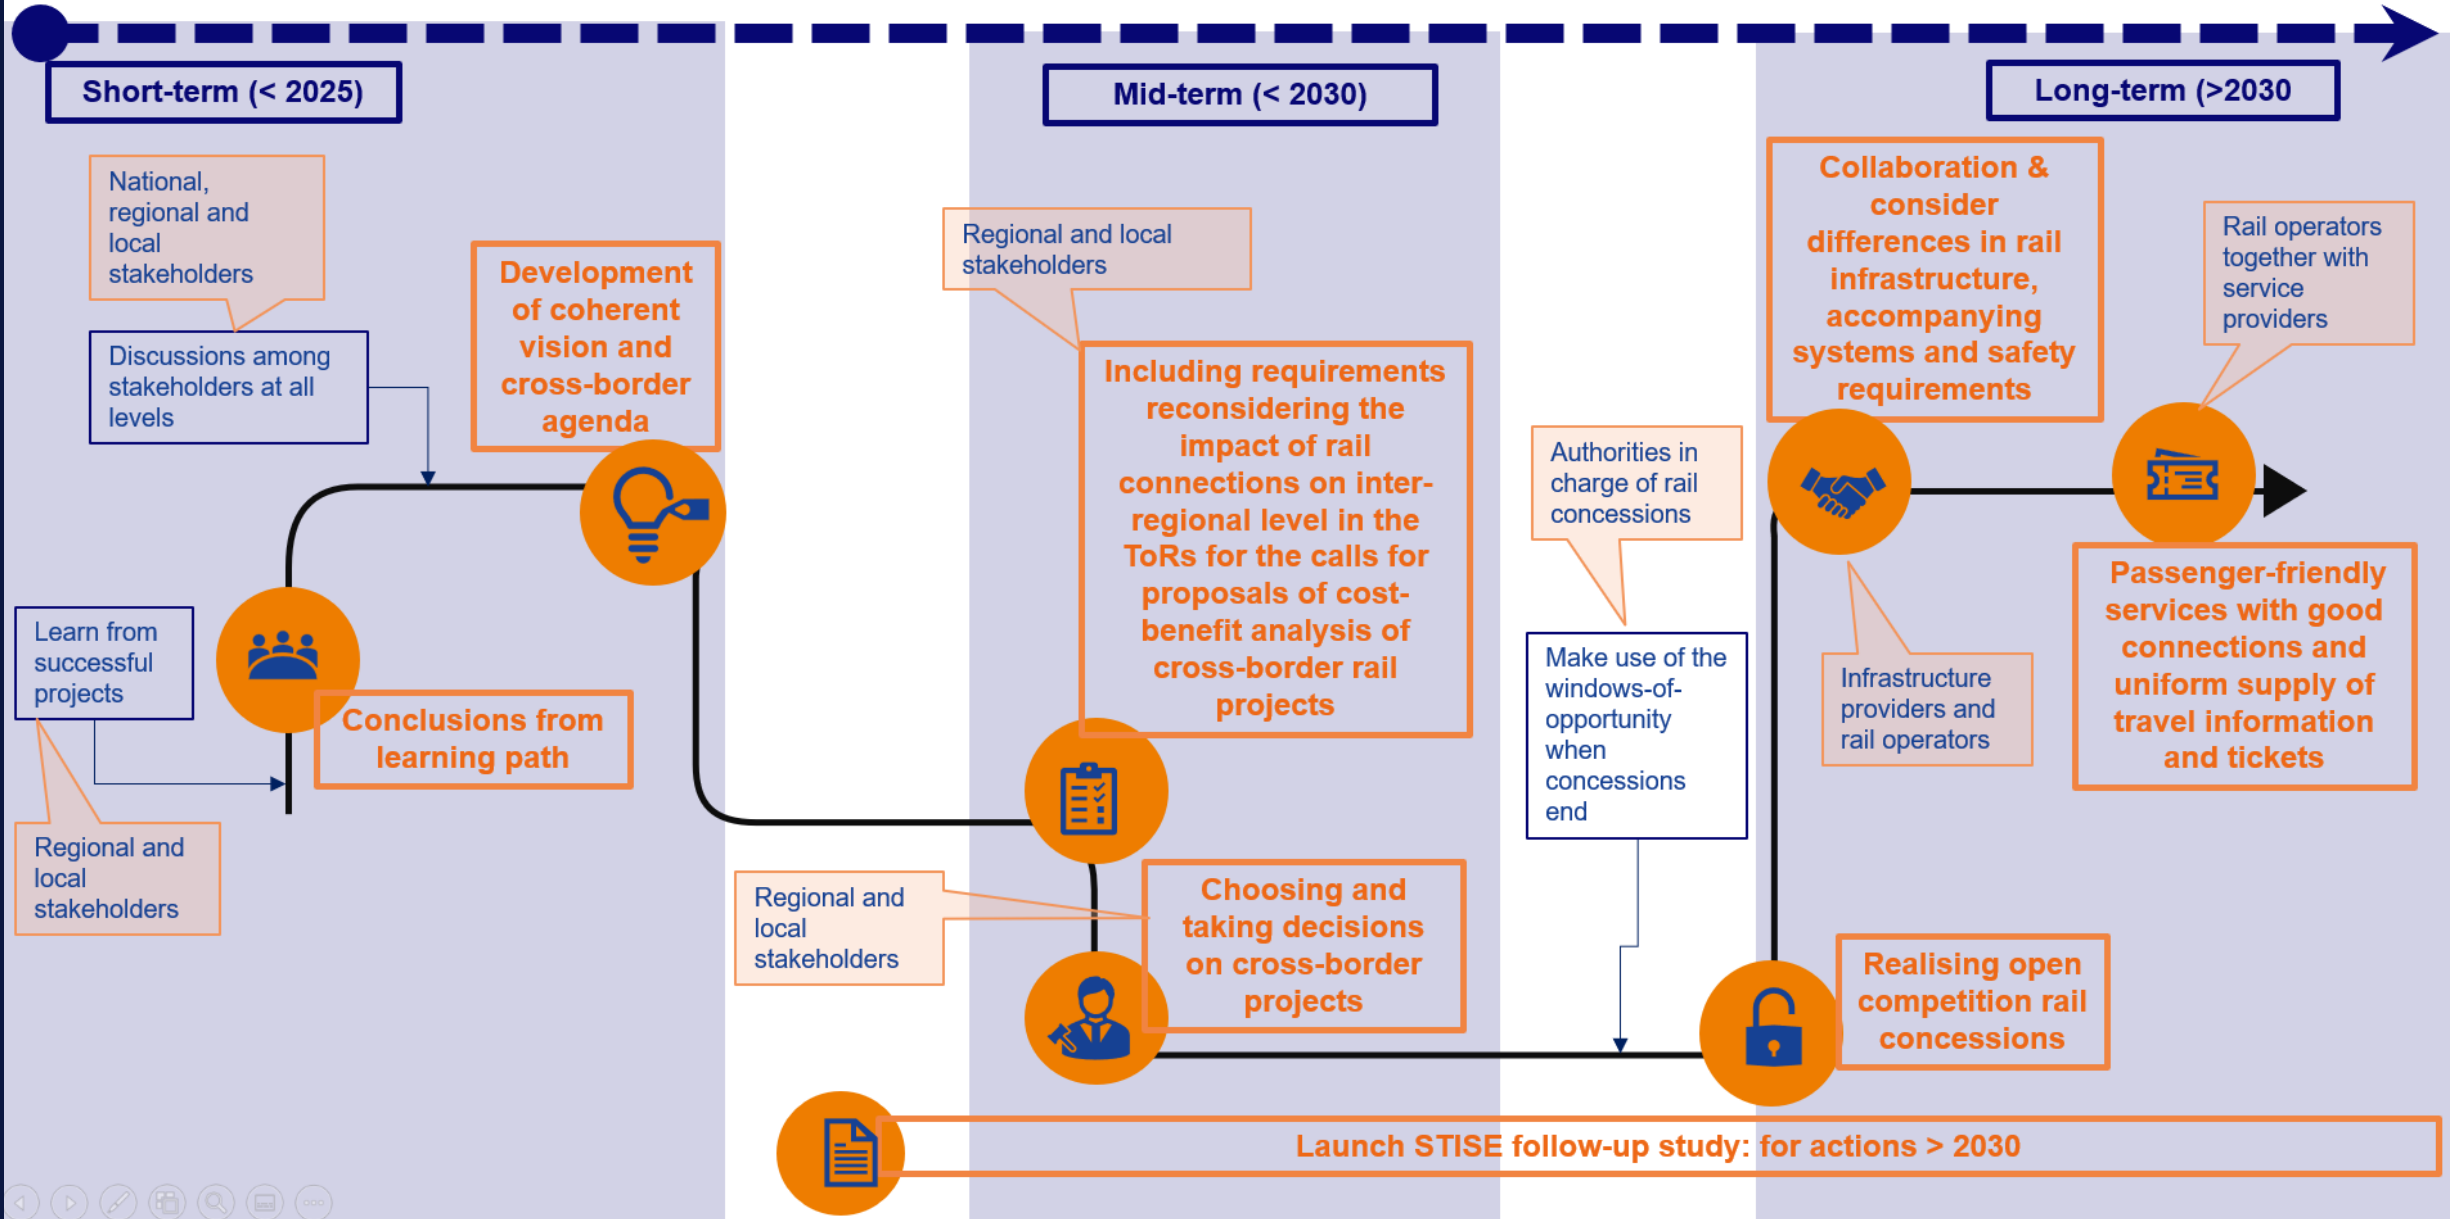 Short-term (< 2025)
Mid-term (< 2030)
Long-term (>2030
National,
regional and
local
stakeholders
Discussions among
stakeholders at all
levels
Development
of coherent
vision and
cross-border
agenda
Learn from
successful
projects
Conclusions from
learning path
Regional and
local
stakeholders
Regional and local
stakeholders
Including requirements
reconsidering the
impact of rail
connections on inter-
regional level in the
ToRs for the calls for
proposals of cost-
benefit analysis of
cross-border rail
projects
Regional and
local
stakeholders
Choosing and
taking decisions
on cross-border
projects
Authorities in
charge of rail
concessions
Make use of the
windows-of-
opportunity
when
concessions
end
Collaboration &
consider
differences in rail
infrastructure,
accompanying
systems and safety
requirements
Infrastructure
providers and
rail operators
Rail operators
together with
service
providers
Passenger-friendly
services with good
connections and
uniform supply of
travel information
and tickets
Realising open
competition rail
concessions
Launch STISE follow-up study: for actions > 2030